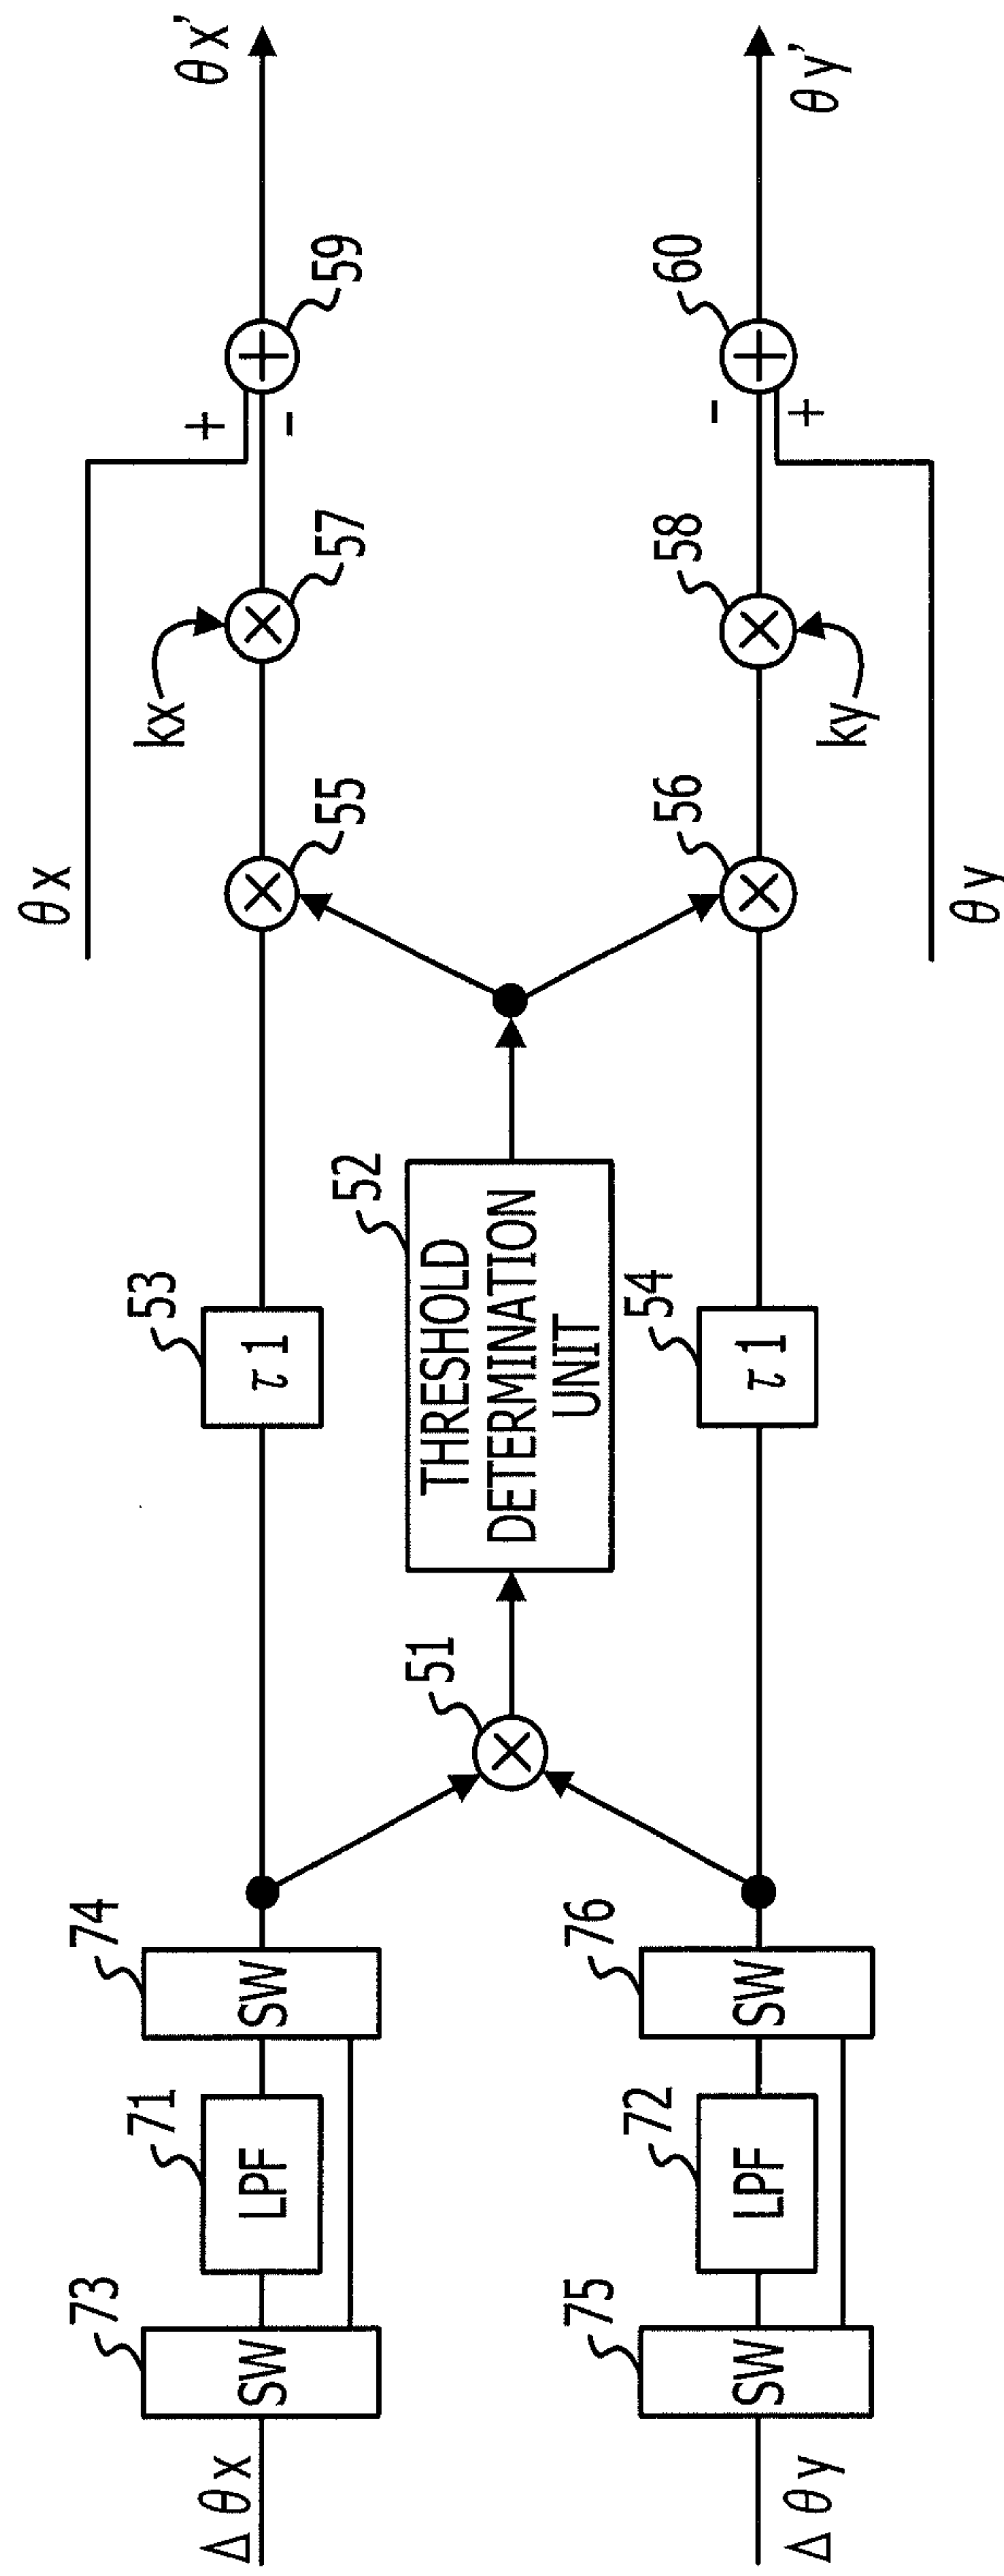 Δθx
73
SW
71
LPF
74
SW
53
τ1
55
×
kx
57
×
θx
+
-
59
+
θx'
51
×
52
THRESHOLD
DETERMINATION
UNIT
Δθy
75
SW
72
LPF
76
SW
54
τ1
56
×
ky
58
×
θy
-
+
60
+
θy'